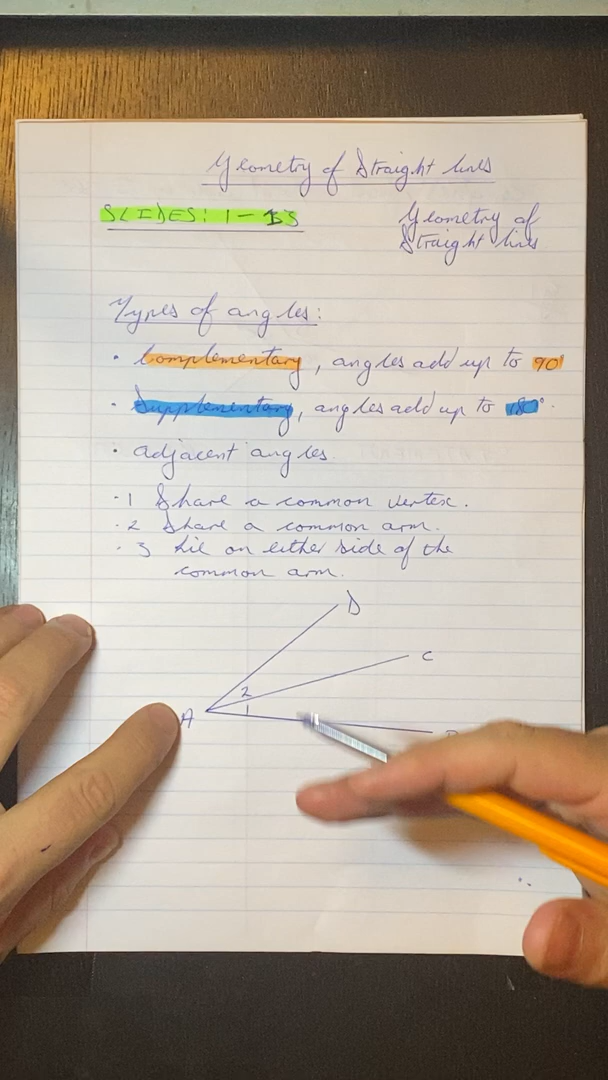 Geometry of Straight lines
SLIDES: 1 -
Geometry of
Straight lines
Types of angles:
• Complementary, angles add up to 90°
• Supplementary, angles add up to 180°.
• adjacent angles.
• 1 Share a common vertex.
• 2 Share a common arm.
• 3 Lie on either side of the
common arm.
D
C
2
A 1